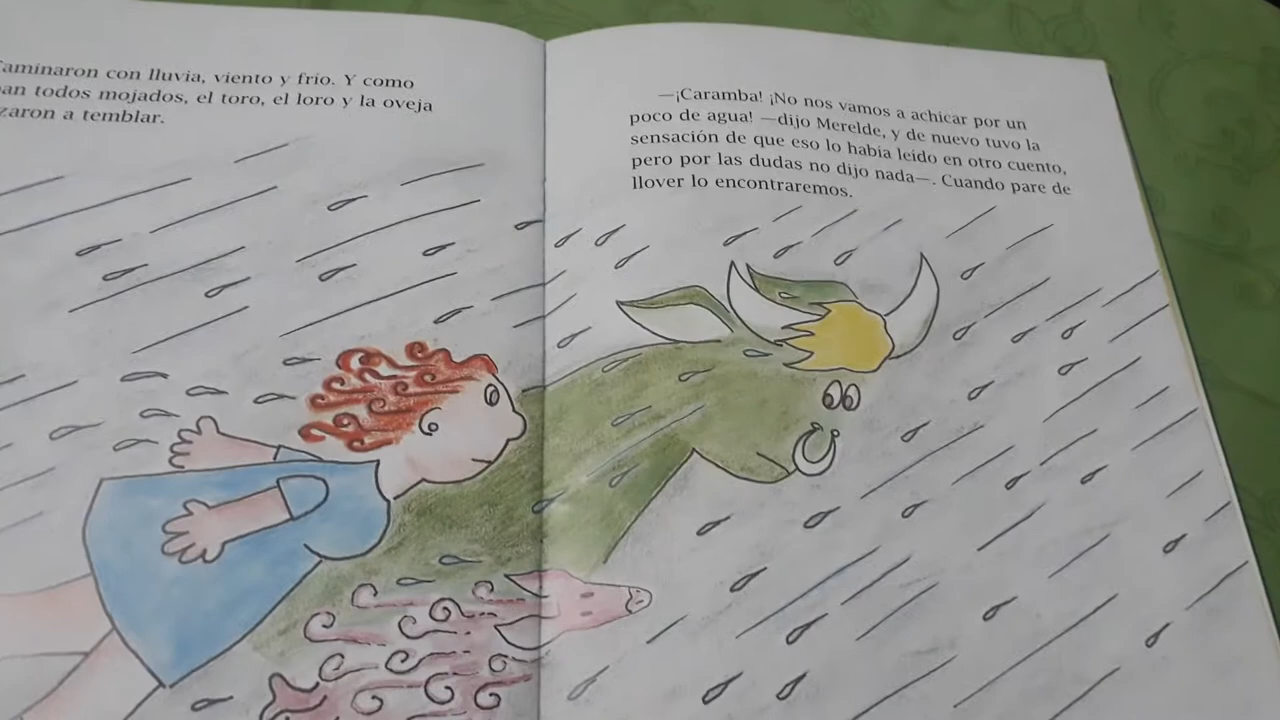 aminaron con lluvia, viento y frío. Y como
an todos mojados, el toro, el loro y la oveja
zaron a temblar.
—¡Caramba! ¡No nos vamos a achicar por un
poco de agua! —dijo Merelde, y de nuevo tuvo la
sensación de que eso lo había leído en otro cuento,
pero por las dudas no dijo nada—. Cuando pare de
llover lo encontraremos.